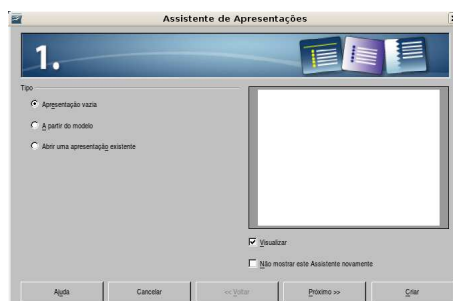 Assistente de Apresentações
1.
Tipo
Apresentação vazia
A partir do modelo
Abrir uma apresentação existente
Visualizar
Não mostrar este Assistente novamente
Ajuda
Cancelar
<< Voltar
Próximo >>
Criar